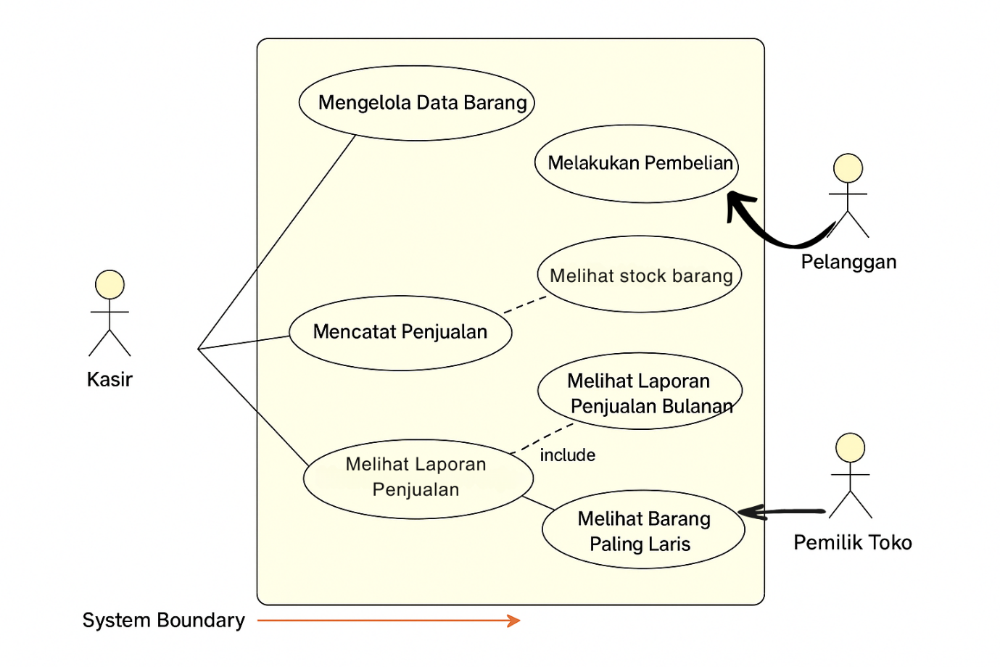 Mengelola Data Barang
Melakukan Pembelian
Pelanggan
Melihat stock barang
Mencatat Penjualan
Kasir
Melihat Laporan
Penjualan Bulanan
include
Melihat Laporan
Penjualan
Melihat Barang
Paling Laris
Pemilik Toko
System Boundary